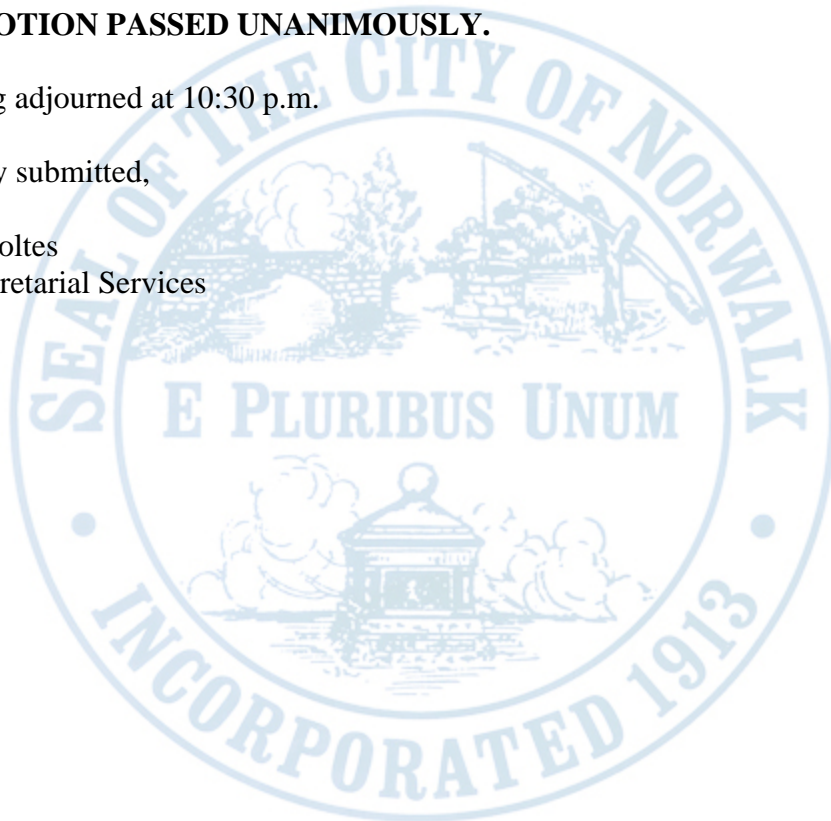 OTION PASSED UNANIMOUSLY.
g adjourned at 10:30 p.m.
y submitted,
oltes
retarial Services
SEAL OF THE CITY OF NORWALK
E PLURIBUS UNUM
• INCORPORATED 1913 •